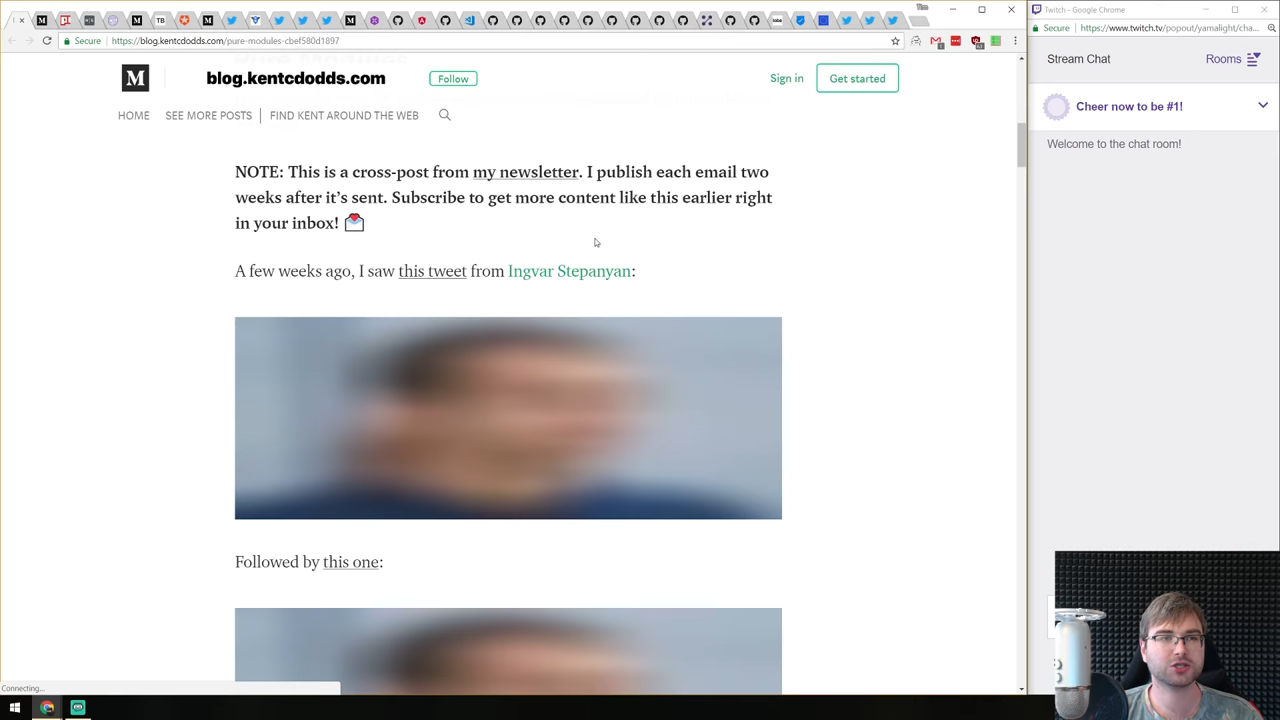 Twitch - Google Chrome
Secure | https://blog.kentcdodds.com/pure-modules-cbef580d1897
Secure | https://www.twitch.tv/popout/yamalight/cha...
M
blog.kentcdodds.com
Follow
Sign in
Get started
HOME
SEE MORE POSTS
FIND KENT AROUND THE WEB
NOTE: This is a cross-post from my newsletter. I publish each email two
weeks after it's sent. Subscribe to get more content like this earlier right
in your inbox!
A few weeks ago, I saw this tweet from Ingvar Stepanyan:
Followed by this one:
Connecting...
Stream Chat
Rooms
Cheer now to be #1!
Welcome to the chat room!